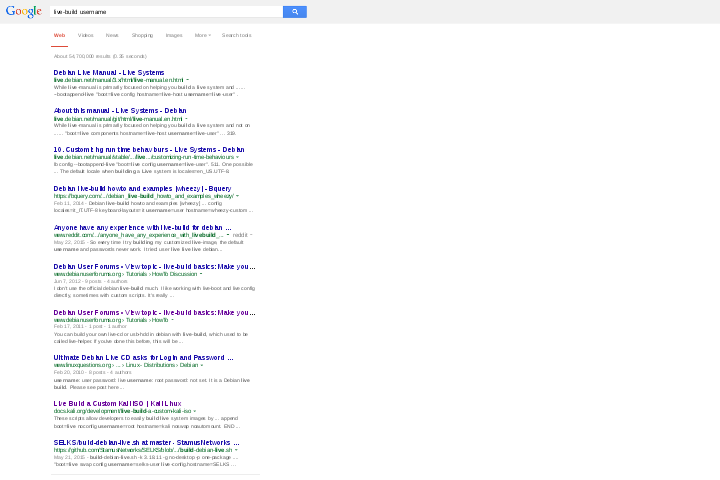 Google live-build username
Web Videos News Shopping Images More Search tools
About 54,700,000 results (0.35 seconds)
Debian Live Manual - Live Systems
live.debian.net/manual/3.x/html/live-manual.en.html
While live-manual is primarily focused on helping you build a live system and ... ...
--bootappend-live "boot=live config hostname=live-user" ...
About this manual - Live Systems - Debian
live.debian.net/manual/git/html/live-manual.en.html
While live-manual is primarily focused on helping you build a live system and not on
... ... "boot=live components hostname=live-host username=live-user" ... 319.
10. Customizing run time behaviours - Live Systems - Debian
live.debian.net/manual/stable/.../live.../customizing-run-time-behaviours
lb config --bootappend-live "boot=live config username=live-user". 511. One possible
... The default locale when building a Live system is locales=en_US.UTF-8
Debian live-build howto and examples [wheezy] - Bquery
https://bquery.com/.../debian_live-build_howto_and_examples_wheezy/
Feb 11, 2014 - Debian live-build howto and examples [wheezy] ... config
locales=it_IT.UTF-8 keyboard-layouts=it username=user hostname=wheezy-custom ...
Anyone have any experience with live-build for debian ...
www.reddit.com/.../anyone_have_any_experience_with_livebuild_... reddit
May 22, 2015 - So every time I try building my customized live-image, the default
username and passwords never work. I tried user live live live debian...
Debian User Forums • View topic - live-build basics: Make you ...
www.debianuserforums.org › Tutorials › HowTo Discussion
Jun 7, 2012 - 9 posts - 4 authors
I don't use the official debian live-build much. I like working with live-boot and live-config
directly, sometimes with custom scripts. It's really ...
Debian User Forums • View topic - live-build basics: Make you ...
www.debianuserforums.org › Tutorials › HowTo
Feb 17, 2011 - 1 post - 1 author
You can build your own live-cd or usb-hdd in debian with live-build, which used to be
called live-helper. If you've done this before, this will be ...
Ultimate Debian Live CD asks for Login and Password ...
www.linuxquestions.org › ... › Linux - Distributions › Debian
Feb 20, 2010 - 8 posts - 4 authors
username: user password: live username: root password: not set. It is a Debian live
build. Please see post here ...
Live Build a Custom Kali ISO | Kali Linux
docs.kali.org/development/live-build-a-custom-kali-iso
These scripts allow developers to easily build live system images by ... append
boot=live noconfig username=root hostname=kali noswap noautomount END ...
SELKS/build-debian-live.sh at master · StamusNetworks ...
https://github.com/StamusNetworks/SELKS/blob/.../build-debian-live.sh
May 21, 2015 - build-debian-live.sh -k 3.18.11 -g no-desktop -p one-package ...
"boot=live swap config username=selks-user live-config.hostname=SELKS ...